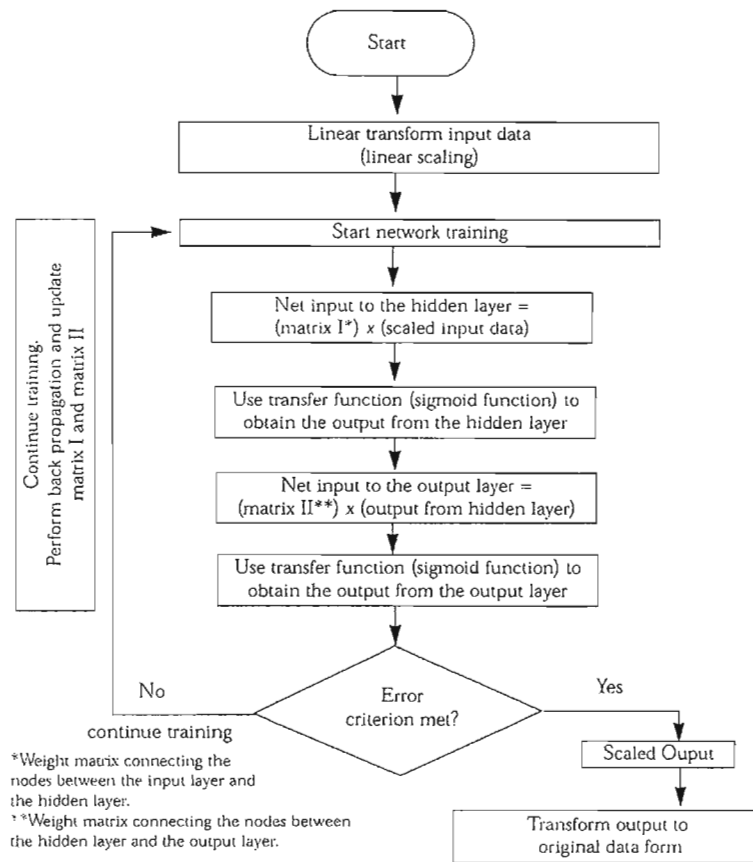 Start
Linear transform input data
(linear scaling)
Start network training
Net input to the hidden layer =
(matrix I*) x (scaled input data)
Use transfer function (sigmoid function) to
obtain the output from the hidden layer
Net input to the output layer =
(matrix II**) x (output from hidden layer)
Use transfer function (sigmoid function) to
obtain the output from the output layer
Error
criterion met?
No
continue training
Continue training.
Perform back propagation and update
matrix I and matrix II
Yes
Scaled Ouput
Transform output to
original data form
*Weight matrix connecting the
nodes between the input layer and
the hidden layer.
**Weight matrix connecting the nodes between
the hidden layer and the output layer.